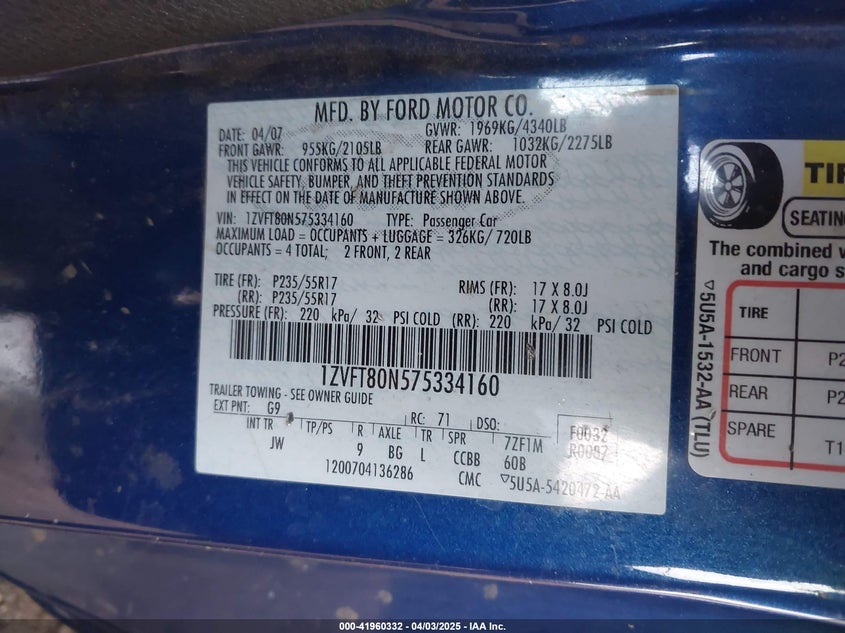 MFD. BY FORD MOTOR CO.
DATE: 04/07 GVWR: 1969KG/4340LB
FRONT GAWR: 955KG/2105LB REAR GAWR: 1032KG/2275LB
THIS VEHICLE CONFORMS TO ALL APPLICABLE FEDERAL MOTOR
VEHICLE SAFETY, BUMPER, AND THEFT PREVENTION STANDARDS
IN EFFECT ON THE DATE OF MANUFACTURE SHOWN ABOVE.
VIN: 1ZVFT80N575334160 TYPE: Passenger Car
MAXIMUM LOAD = OCCUPANTS + LUGGAGE = 326KG/ 720LB
OCCUPANTS = 4 TOTAL; 2 FRONT, 2 REAR
TIRE (FR): P235/55R17 RIMS (FR): 17 X 8.0J
(RR): P235/55R17 (RR): 17 X 8.0J
PRESSURE (FR): 220 kPa/ 32 PSI COLD (RR): 220 kPa/ 32 PSI COLD
1ZVFT80N575334160
TRAILER TOWING - SEE OWNER GUIDE
EXT PNT: G9 RC: 71 DSO:
INT TR TP/PS R AXLE TR SPR 7ZF1M F0032
JW 9 BG L CCBB 60B R0032
1200704136286 CMC ▽5U5A-5420472-AA
TIR
SEATING
The combined
and cargo s
TIRE
FRONT P2
REAR P2
SPARE T1
▽5U5A-1532-AA (TLU)
000-41960332 - 04/03/2025 - IAA Inc.